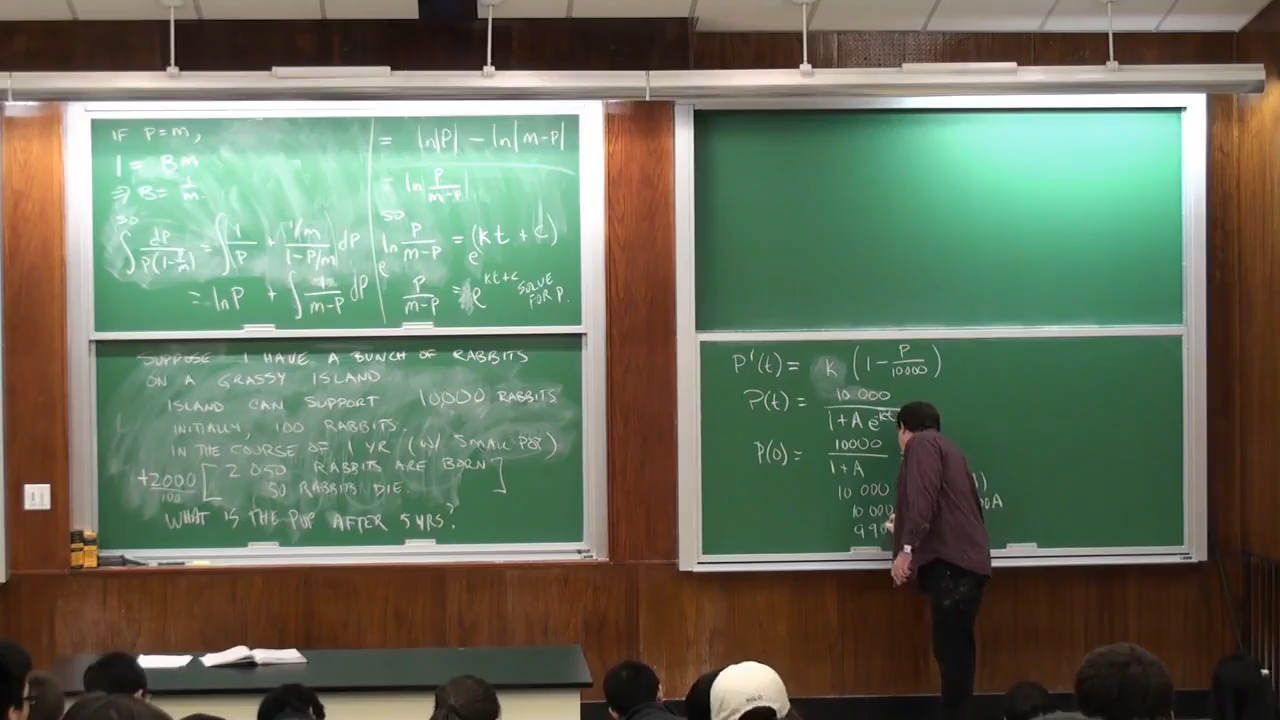 IF P=M,
1 = BM
⇒ B= 1/M.
SO
∫ dP/P(1-P/M) = ∫ 1/P + (1/M)/(1-P/M) dP
= ln P + ∫ 1/(M-P) dP
= ln|P| - ln|M-P|
= ln P/(M-P)
SO
e^(ln P/(M-P)) = e^(kt + C)
P/(M-P) = e^(kt+c) SOLVE FOR P.
SUPPOSE I HAVE A BUNCH OF RABBITS
ON A GRASSY ISLAND
ISLAND CAN SUPPORT 10,000 RABBITS
INITIALLY, 100 RABBITS.
IN THE COURSE OF 1 YR (W/ SMALL POP)
+2000/100 [2 050 RABBITS ARE BORN
50 RABBITS DIE.]
WHAT IS THE POP AFTER 5 YRS?
P'(t) = k (1 - P/10000)
P(t) = 10 000/(1+A e^-kt
P(0) = 10000/(1+A
10 000 )
10 000 A
990